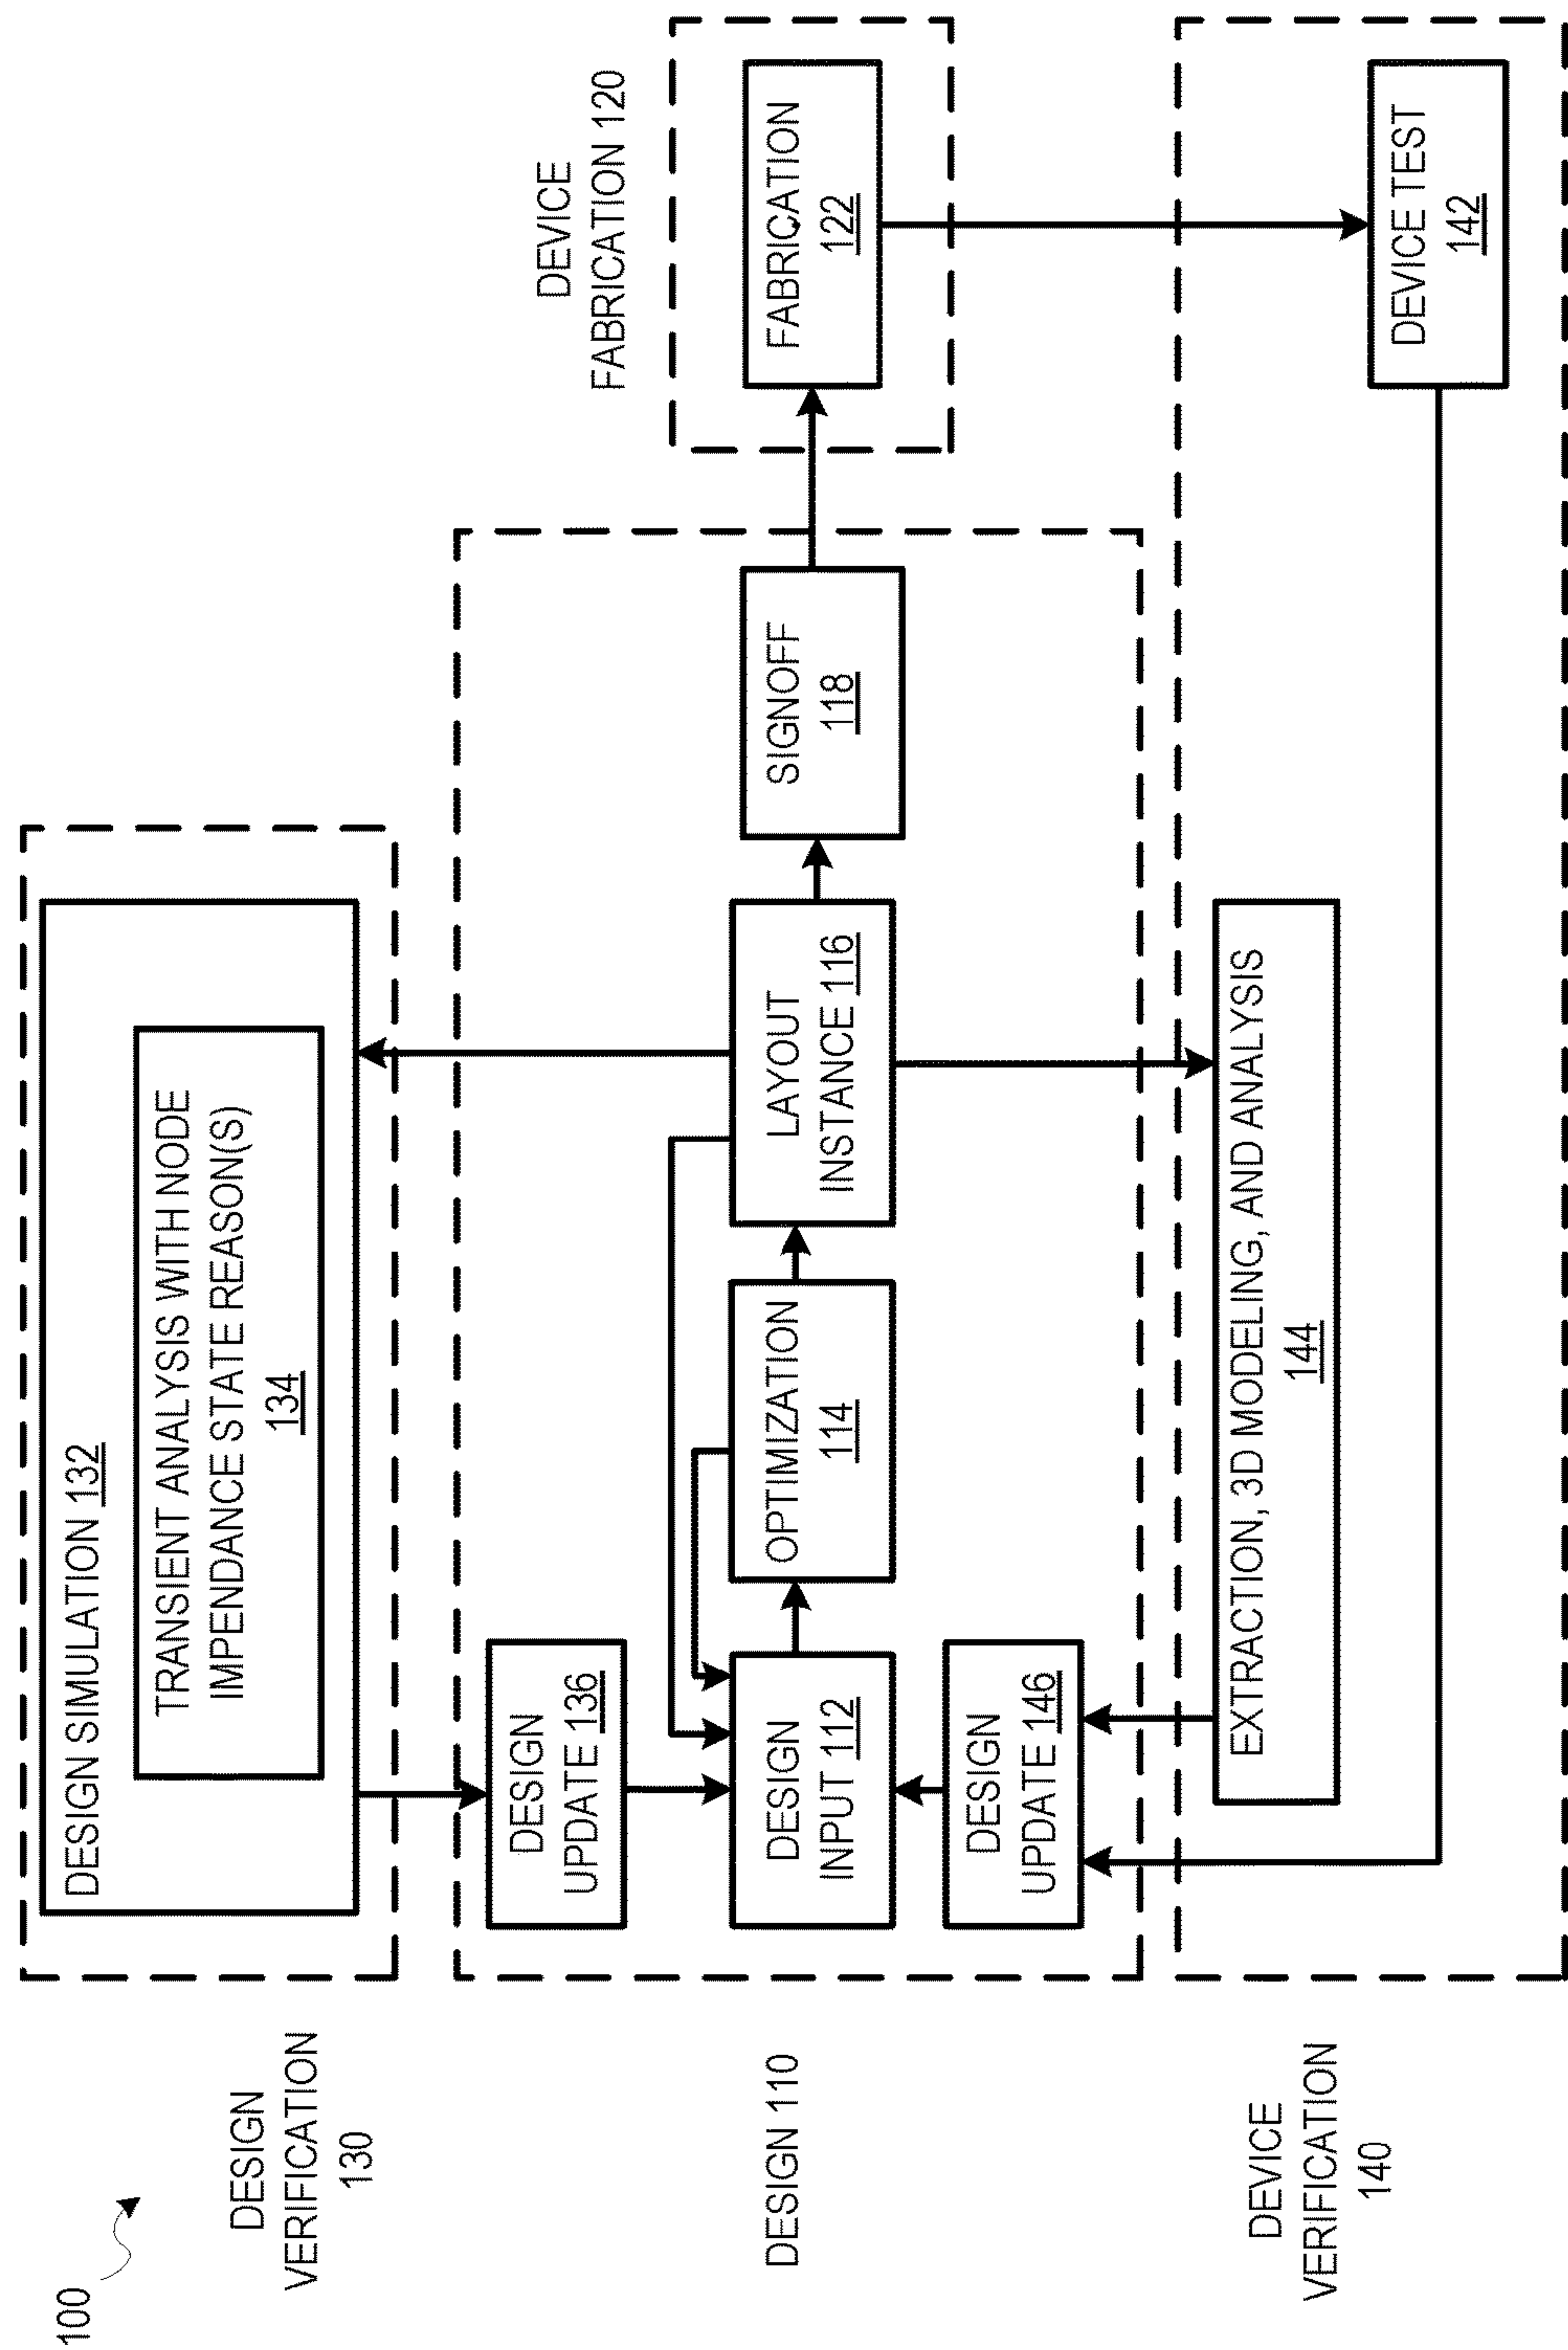 100
DESIGN
VERIFICATION
130
DESIGN SIMULATION 132
TRANSIENT ANALYSIS WITH NODE
IMPENDANCE STATE REASON(S)
134
DEVICE
FABRICATION 120
DESIGN 110
DESIGN
UPDATE 136
DESIGN
INPUT 112
OPTIMIZATION
114
LAYOUT
INSTANCE 116
SIGNOFF
118
FABRICATION
122
DESIGN
UPDATE 146
DEVICE
VERIFICATION
140
EXTRACTION, 3D MODELING, AND ANALYSIS
144
DEVICE TEST
142